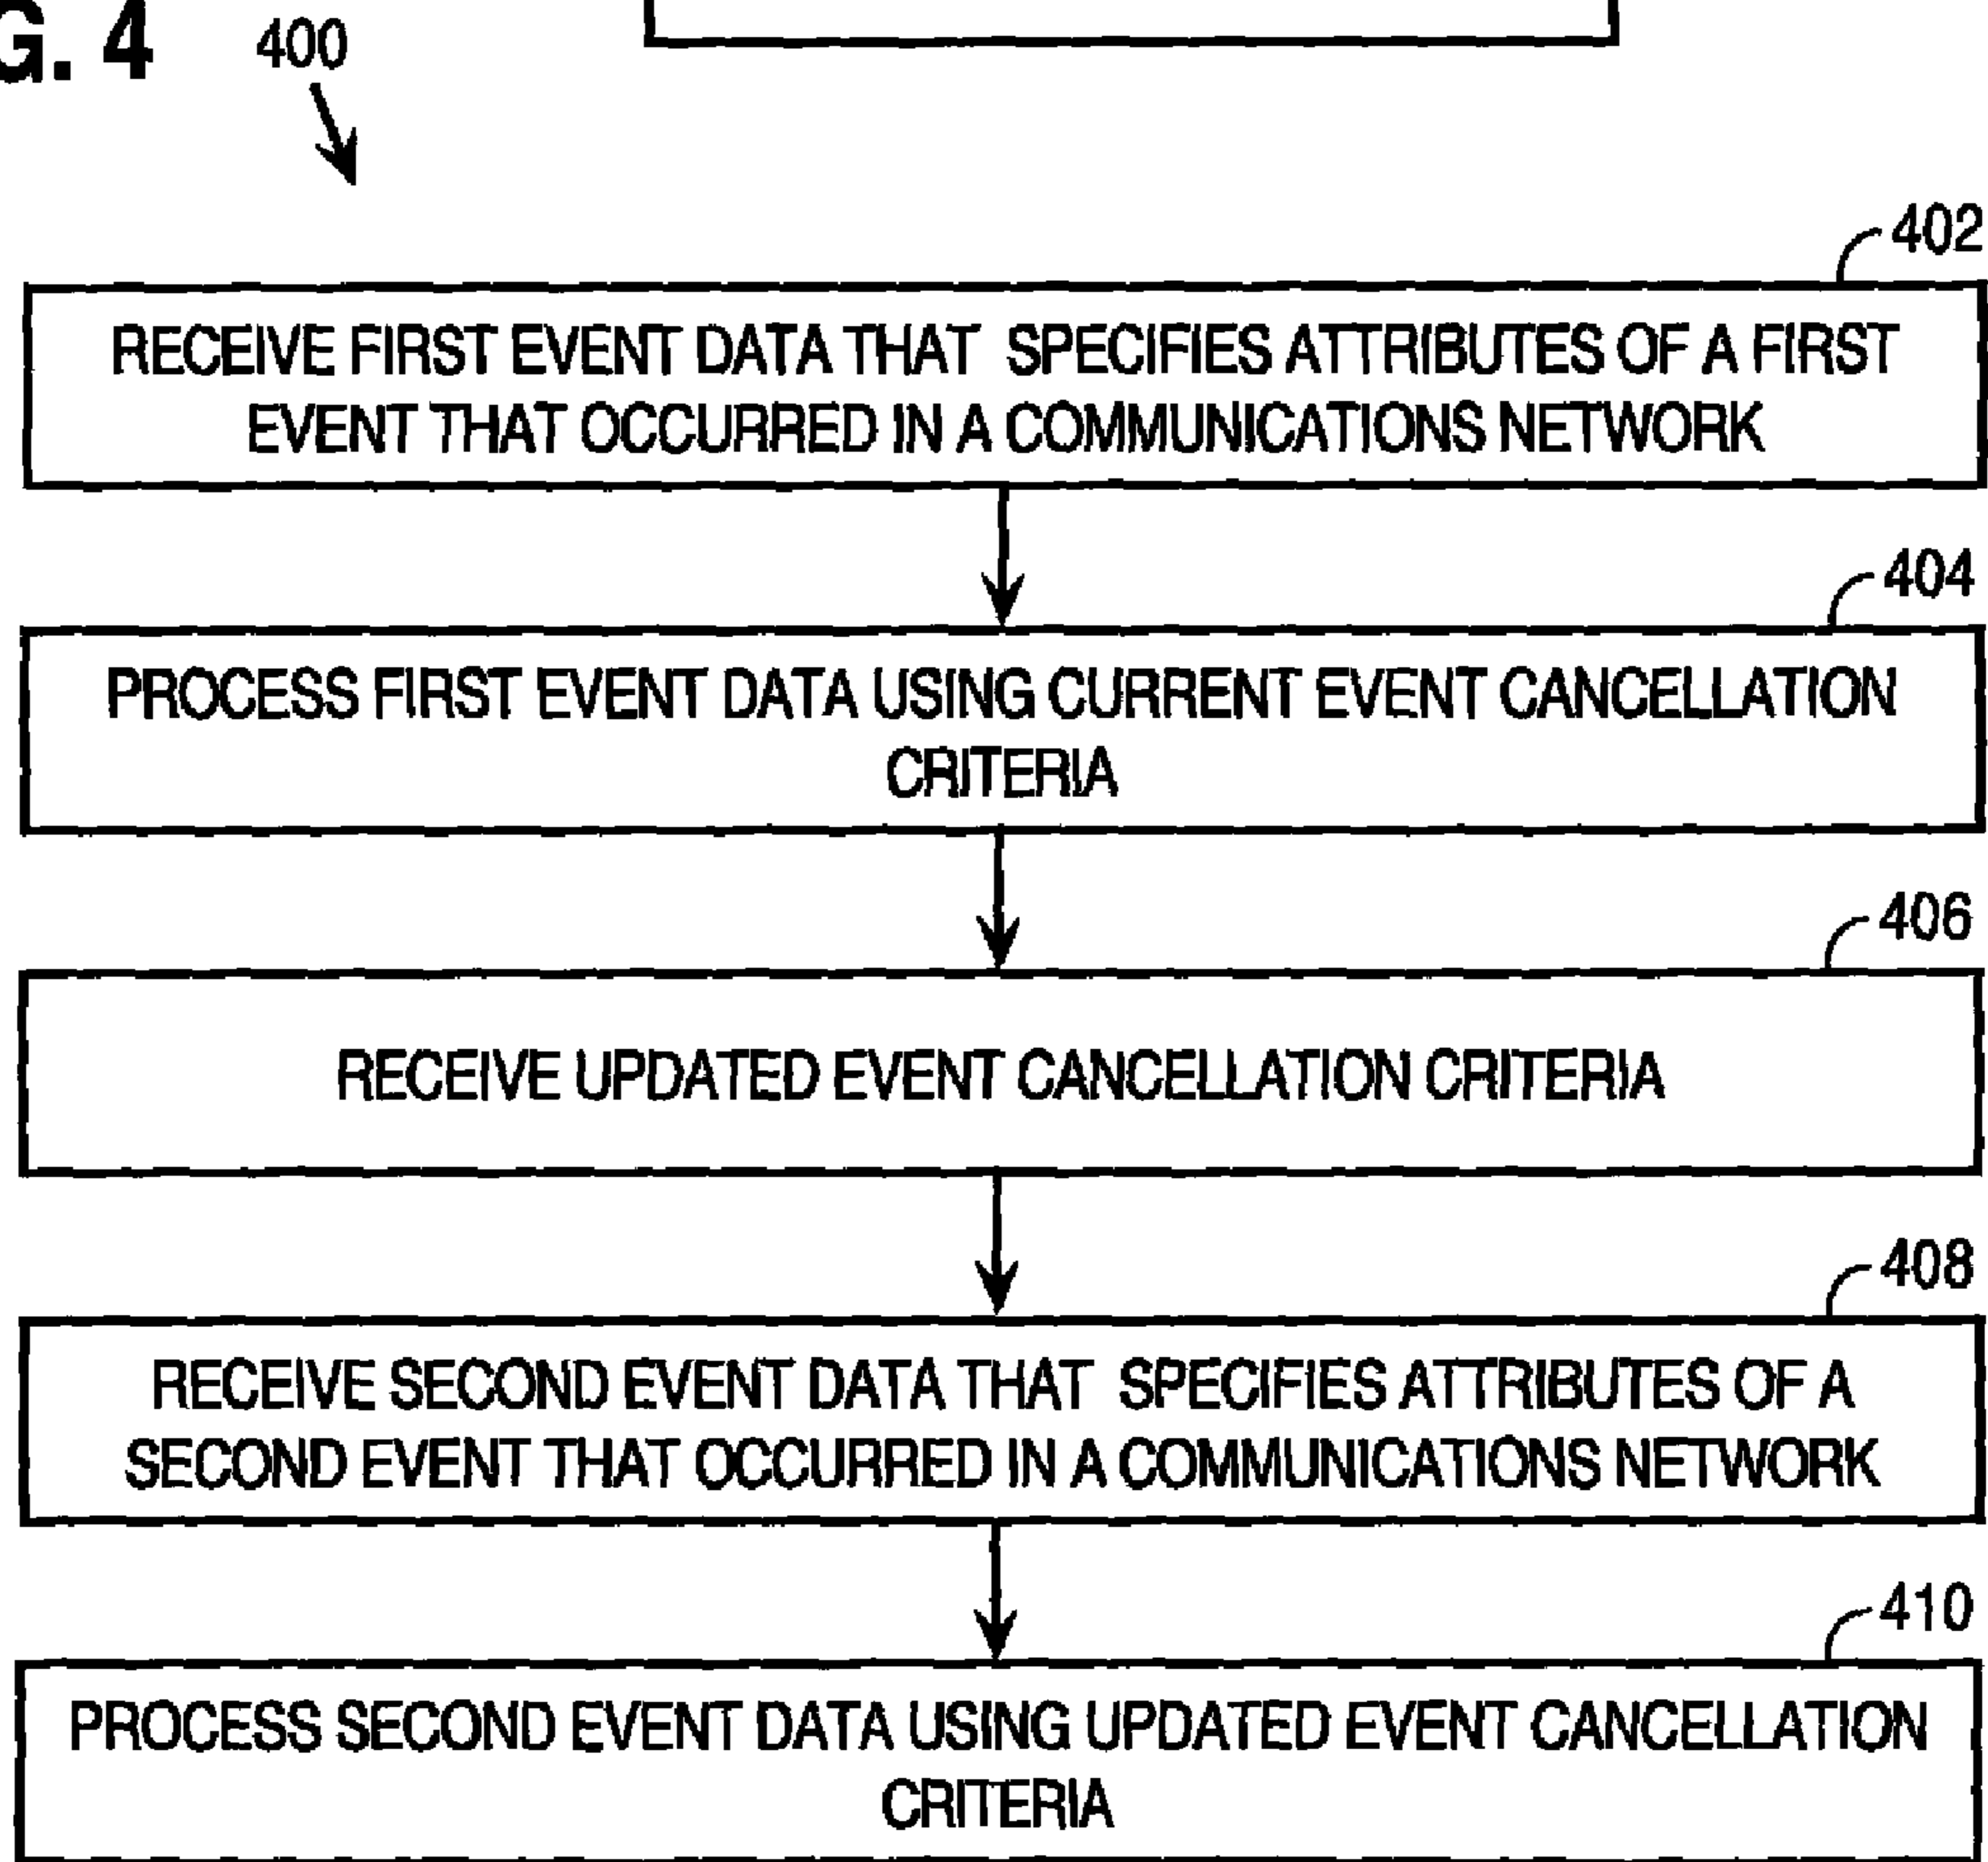 G. 4
400
402
RECEIVE FIRST EVENT DATA THAT SPECIFIES ATTRIBUTES OF A FIRST
EVENT THAT OCCURRED IN A COMMUNICATIONS NETWORK
404
PROCESS FIRST EVENT DATA USING CURRENT EVENT CANCELLATION
CRITERIA
406
RECEIVE UPDATED EVENT CANCELLATION CRITERIA
408
RECEIVE SECOND EVENT DATA THAT SPECIFIES ATTRIBUTES OF A
SECOND EVENT THAT OCCURRED IN A COMMUNICATIONS NETWORK
410
PROCESS SECOND EVENT DATA USING UPDATED EVENT CANCELLATION
CRITERIA